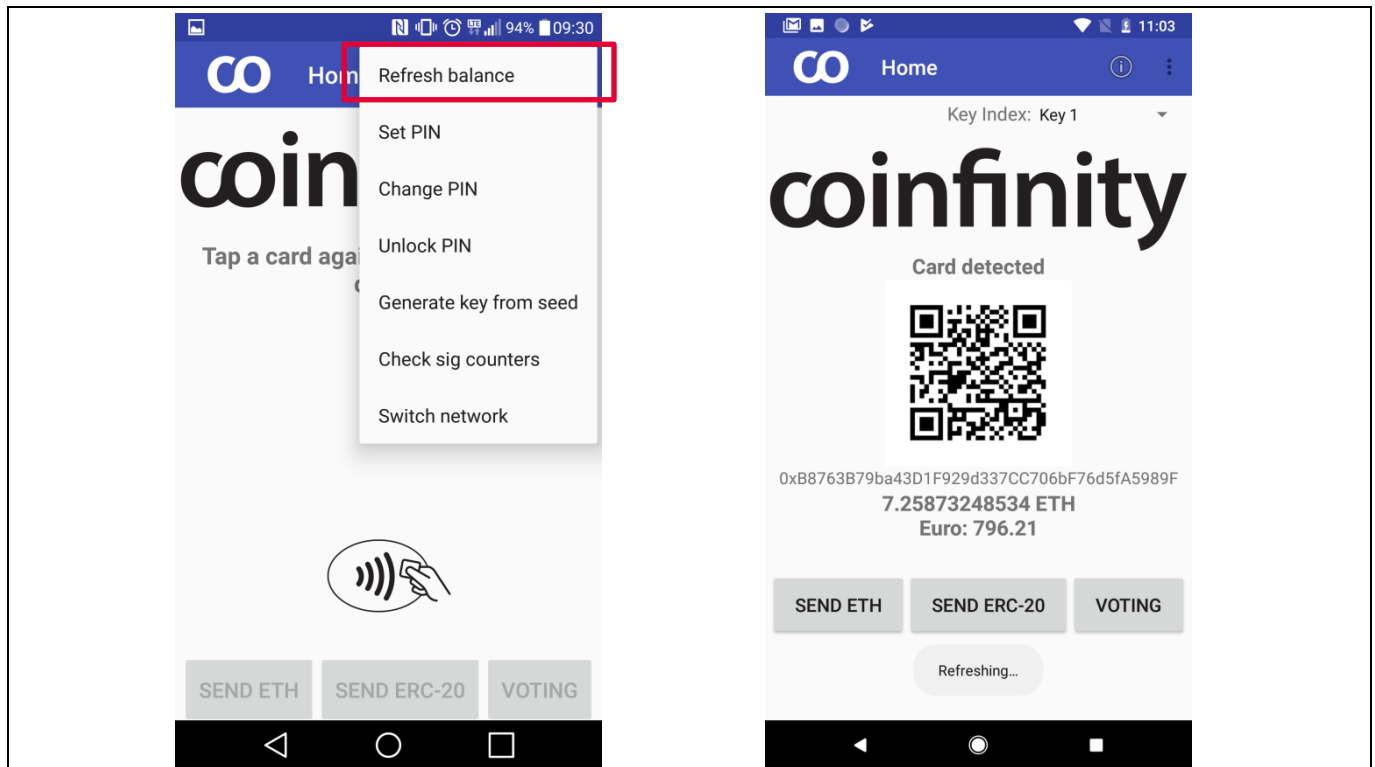 94% 09:30
CO Hom
Refresh balance
Set PIN
Change PIN
Unlock PIN
Generate key from seed
Check sig counters
Switch network
coin
Tap a card agai
SEND ETH SEND ERC-20 VOTING
11:03
CO Home
Key Index: Key 1
coinfinity
Card detected
0xB8763B79ba43D1F929d337CC706bF76d5fA5989F
7.25873248534 ETH
Euro: 796.21
SEND ETH SEND ERC-20 VOTING
Refreshing...